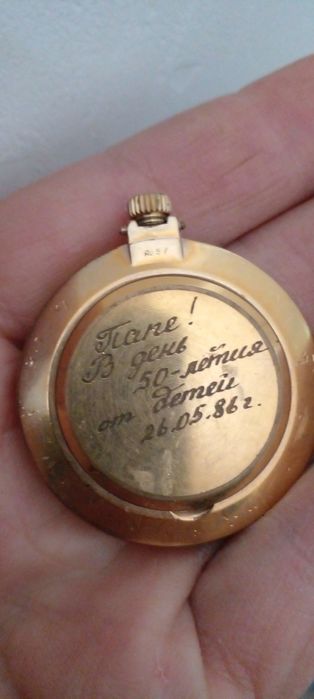 Папе!
В день
50-летия
от детей
26.05.86г.